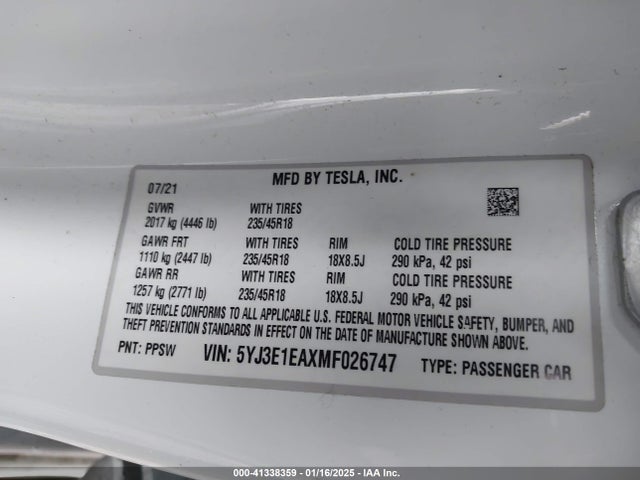 07/21 MFD BY TESLA, INC.
GVWR WITH TIRES
2017 kg (4446 lb) 235/45R18
GAWR FRT WITH TIRES RIM COLD TIRE PRESSURE
1110 kg (2447 lb) 235/45R18 18X8.5J 290 kPa, 42 psi
GAWR RR WITH TIRES RIM COLD TIRE PRESSURE
1257 kg (2771 lb) 235/45R18 18X8.5J 290 kPa, 42 psi
THIS VEHICLE CONFORMS TO ALL APPLICABLE U.S. FEDERAL MOTOR VEHICLE SAFETY, BUMPER, AND
THEFT PREVENTION STANDARDS IN EFFECT ON THE DATE OF MANUFACTURE SHOWN ABOVE.
PNT: PPSW VIN: 5YJ3E1EAXMF026747 TYPE: PASSENGER CAR
000-41338359 - 01/16/2025 - IAA Inc.